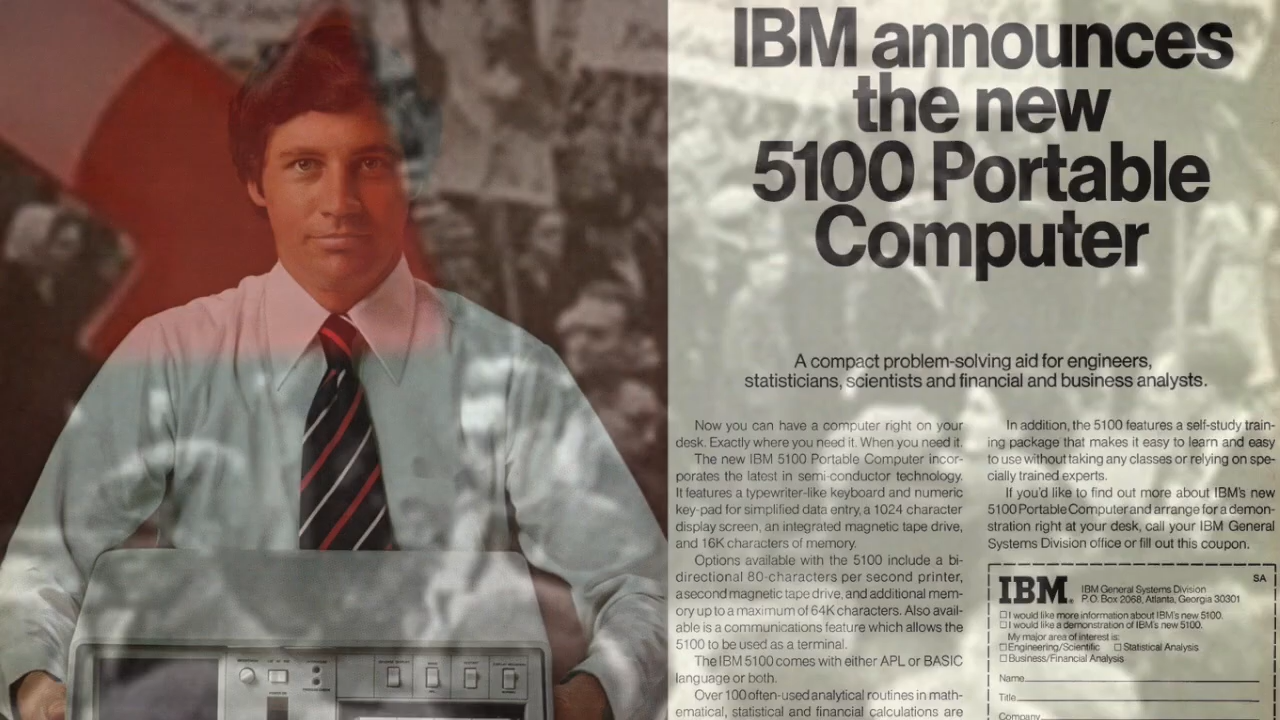 IBM announces
the new
5100 Portable
Computer
A compact problem-solving aid for engineers,
statisticians, scientists and financial and business analysts.
Now you can have a computer right on your
desk. Exactly where you need it. When you need it.
The new IBM 5100 Portable Computer incor-
porates the latest in semi-conductor technology.
It features a typewriter-like keyboard and numeric
key-pad for simplified data entry, a 1024 character
display screen, an integrated magnetic tape drive,
and 16K characters of memory.
Options available with the 5100 include a bi-
directional 80-characters per second printer,
a second magnetic tape drive, and additional mem-
ory up to a maximum of 64K characters. Also avail-
able is a communications feature which allows the
5100 to be used as a terminal.
The IBM 5100 comes with either APL or BASIC
language or both.
Over 100 often-used analytical routines in math-
ematical, statistical and financial calculations are
In addition, the 5100 features a self-study train-
ing package that makes it easy to learn and easy
to use without taking any classes or relying on spe-
cially trained experts.
If you'd like to find out more about IBM's new
5100 Portable Computer and arrange for a demon-
stration right at your desk, call your IBM General
Systems Division office or fill out this coupon.
SA
IBM
IBM General Systems Division
P.O. Box 2068, Atlanta, Georgia 30301
I would like more information about IBM's new 5100.
I would like a demonstration of IBM's new 5100.
My major area of interest is:
Engineering/Scientific Statistical Analysis
Business/Financial Analysis
Name
Title
Company